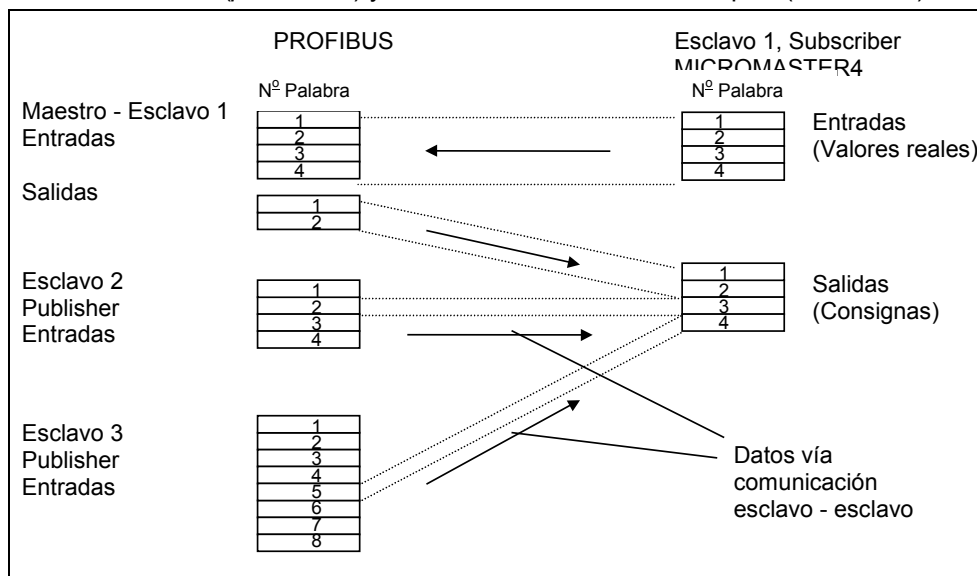 PROFIBUS
Esclavo 1, Subscriber
MICROMASTER4
Nº Palabra
Nº Palabra
Maestro - Esclavo 1
Entradas
1
2
3
4
1
2
3
4
Entradas
(Valores reales)
Salidas
1
2
Esclavo 2
Publisher
Entradas
1
2
3
4
1
2
3
4
Salidas
(Consignas)
Esclavo 3
Publisher
Entradas
1
2
3
4
5
6
7
8
Datos vía
comunicación
esclavo - esclavo